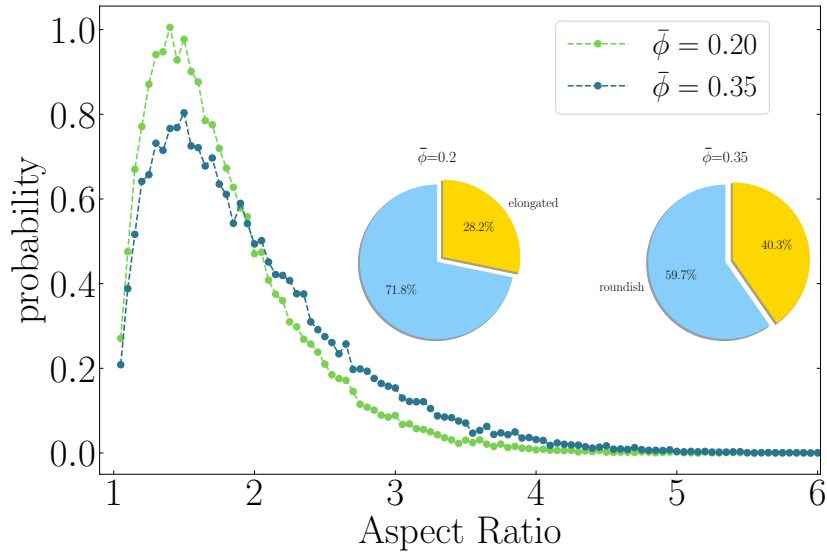 1.0
0.8
0.6
0.4
0.2
0.0
probability
1
2
3
4
5
6
Aspect Ratio
ϕ̄ = 0.20
ϕ̄ = 0.35
ϕ̄=0.2
elongated
28.2%
71.8%
ϕ̄=0.35
40.3%
roundish
59.7%